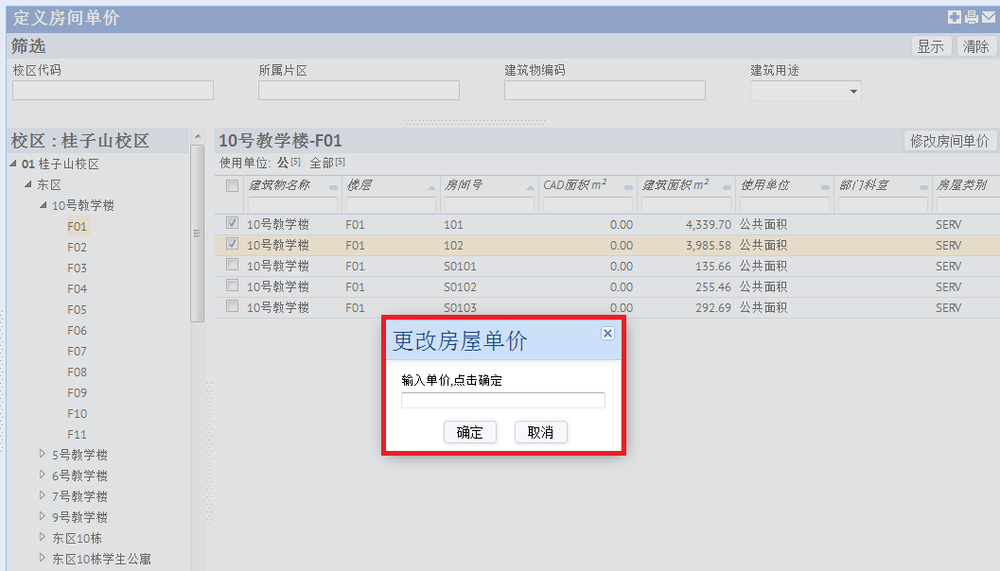 定义房间单价
筛选
显示 清除
校区代码 所属片区 建筑物编码 建筑用途
校区 : 桂子山校区
01 桂子山校区
东区
10号教学楼
F01
F02
F03
F04
F05
F06
F07
F08
F09
F10
F11
5号教学楼
6号教学楼
7号教学楼
9号教学楼
东区10栋
东区10栋学生公寓
10号教学楼-F01
修改房间单价
使用单位: 公[5] 全部[5]
建筑物名称 楼层 房间号 CAD面积 m² 建筑面积 m² 使用单位 部门科室 房屋类别
10号教学楼 F01 101 0.00 4,339.70 公共面积 SERV
10号教学楼 F01 102 0.00 3,985.58 公共面积 SERV
10号教学楼 F01 S0101 0.00 135.66 公共面积 SERV
10号教学楼 F01 S0102 0.00 255.46 公共面积 SERV
10号教学楼 F01 S0103 0.00 292.69 公共面积 SERV
更改房屋单价
输入单价,点击确定
确定 取消